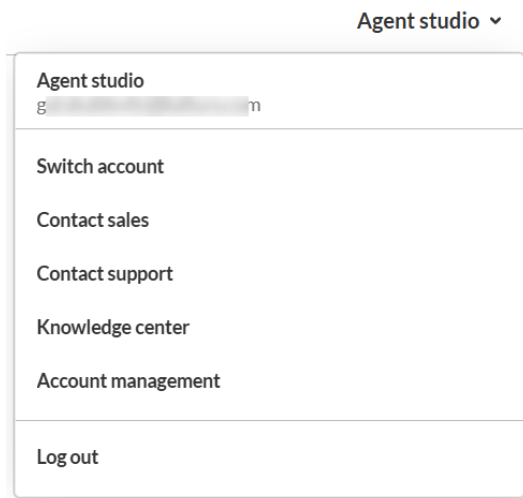 Agent studio
Agent studio
Switch account
Contact sales
Contact support
Knowledge center
Account management
Log out